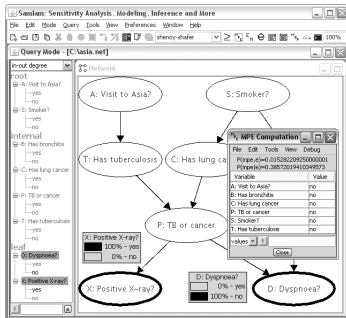 SamIam: Sensitivity Analysis, Modeling, Inference and More
File Edit Mode Query Tools View Preferences Window Help
shenoy-shafer
100%
Query Mode - [C:\asia.net]
in-out degree
root
A: Visit to Asia?
yes
no
S: Smoker?
yes
no
internal
B: Has bronchitis
yes
no
C: Has lung cancer
yes
no
P: TB or cancer
yes
no
T: Has tuberculosis
yes
no
leaf
D: Dyspnoea?
yes
no
X: Positive X-ray?
yes
no
Network
A: Visit to Asia?
S: Smoker?
T: Has tuberculosis
C: Has lung ca
P: TB or cancer
X: Positive X-ray?
100% - yes
0% - no
D: Dyspnoea?
0% - yes
100% - no
X: Positive X-ray?
D: Dyspnoea?
MPE Computation
File Edit Tools View Debug
P(mpe,e)=0.015282209250000001
P(mpe|e)=0.38572019410349573
Variable Value
A: Visit to Asia? no
B: Has bronchitis no
C: Has lung cancer no
P: TB or cancer no
S: Smoker? no
T: Has tuberculosis no
values
Close